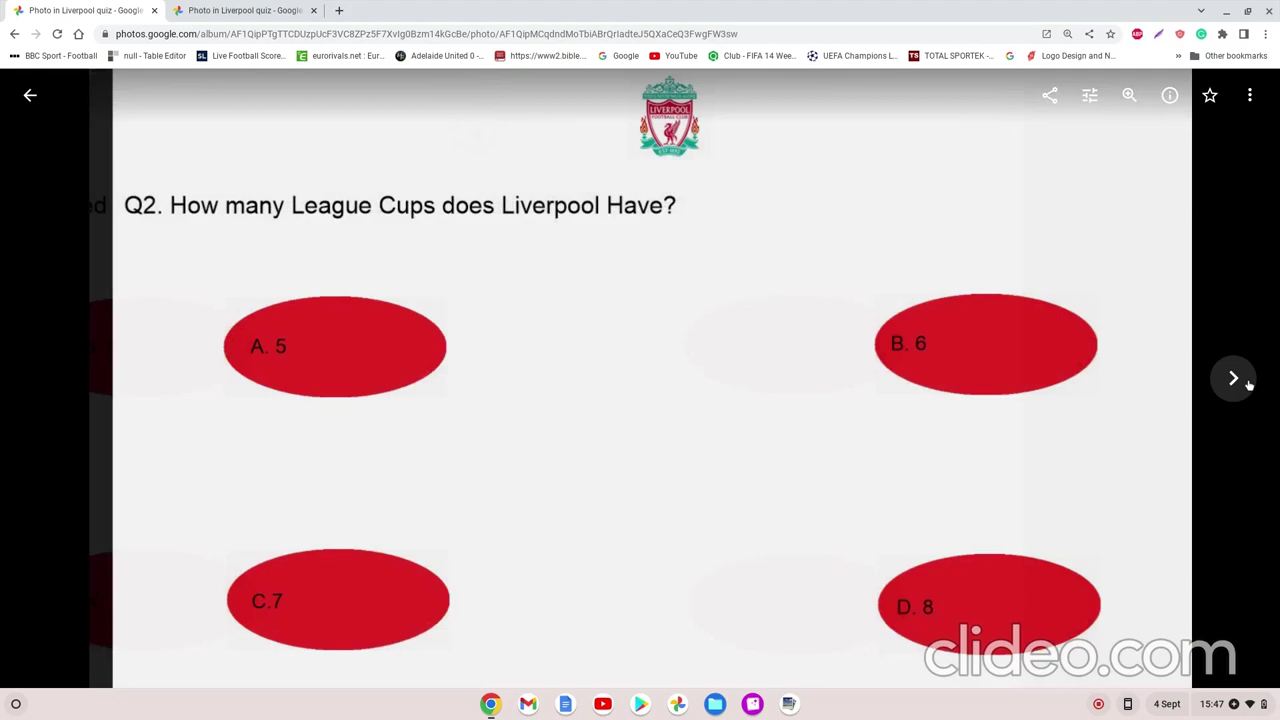 Photo in Liverpool quiz - Google
Photo in Liverpool quiz - Google
photos.google.com/album/AF1QipPTgTTCDUzpUcF3VC8ZPz5F7XvIg0Bzm14kGcBe/photo/AF1QipMCqdndMoTbiABrQrIadteJ5QXaCeQ3FwgFW3sw
BBC Sport - Football
null - Table Editor
Live Football Score...
eurorivals.net : Eur...
Adelaide United 0 -...
https://www2.bible...
Google
YouTube
Club - FIFA 14 Wee...
UEFA Champions L...
TOTAL SPORTEK -...
Logo Design and N...
Other bookmarks
LIVERPOOL
FOOTBALL CLUB
ed
Q2. How many League Cups does Liverpool Have?
A. 5
B. 6
C.7
D. 8
clideo.com
4 Sept
15:47